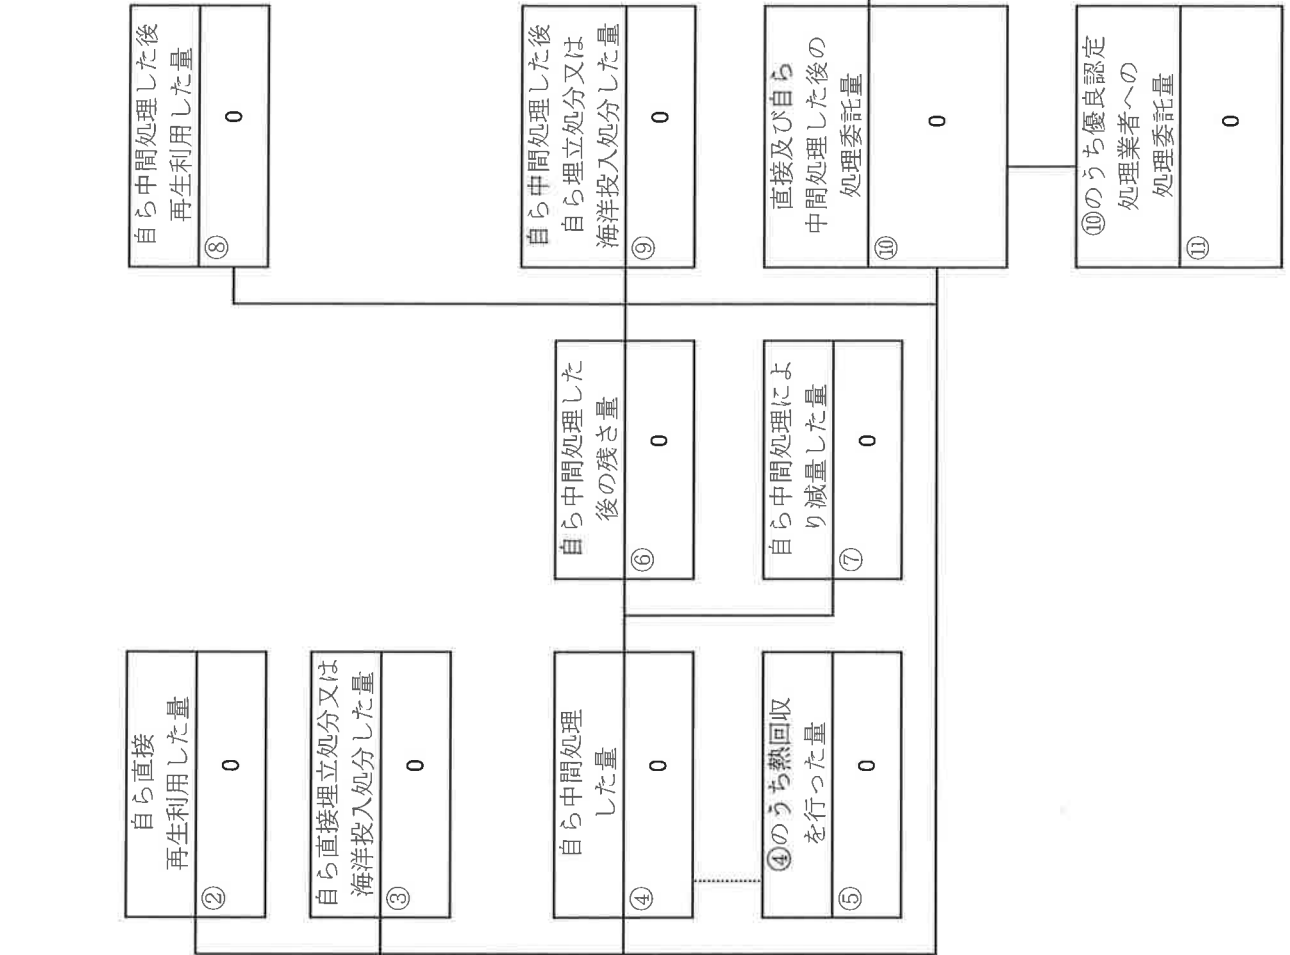 自ら直接
再生利用した量
②
0
自ら直接埋立処分又は
海洋投入処分した量
③
0
自ら中間処理
した量
④
0
④のうち熱回収
を行った量
⑤
0
自ら中間処理した
後の残さ量
⑥
0
自ら中間処理によ
り減量した量
⑦
0
自ら中間処理した後
再生利用した量
⑧
0
自ら中間処理した後
自ら埋立処分又は
海洋投入処分した量
⑨
0
直接及び自ら
中間処理した後の
処理委託量
⑩
0
⑩のうち優良認定
処理業者への
処理委託量
⑪
0